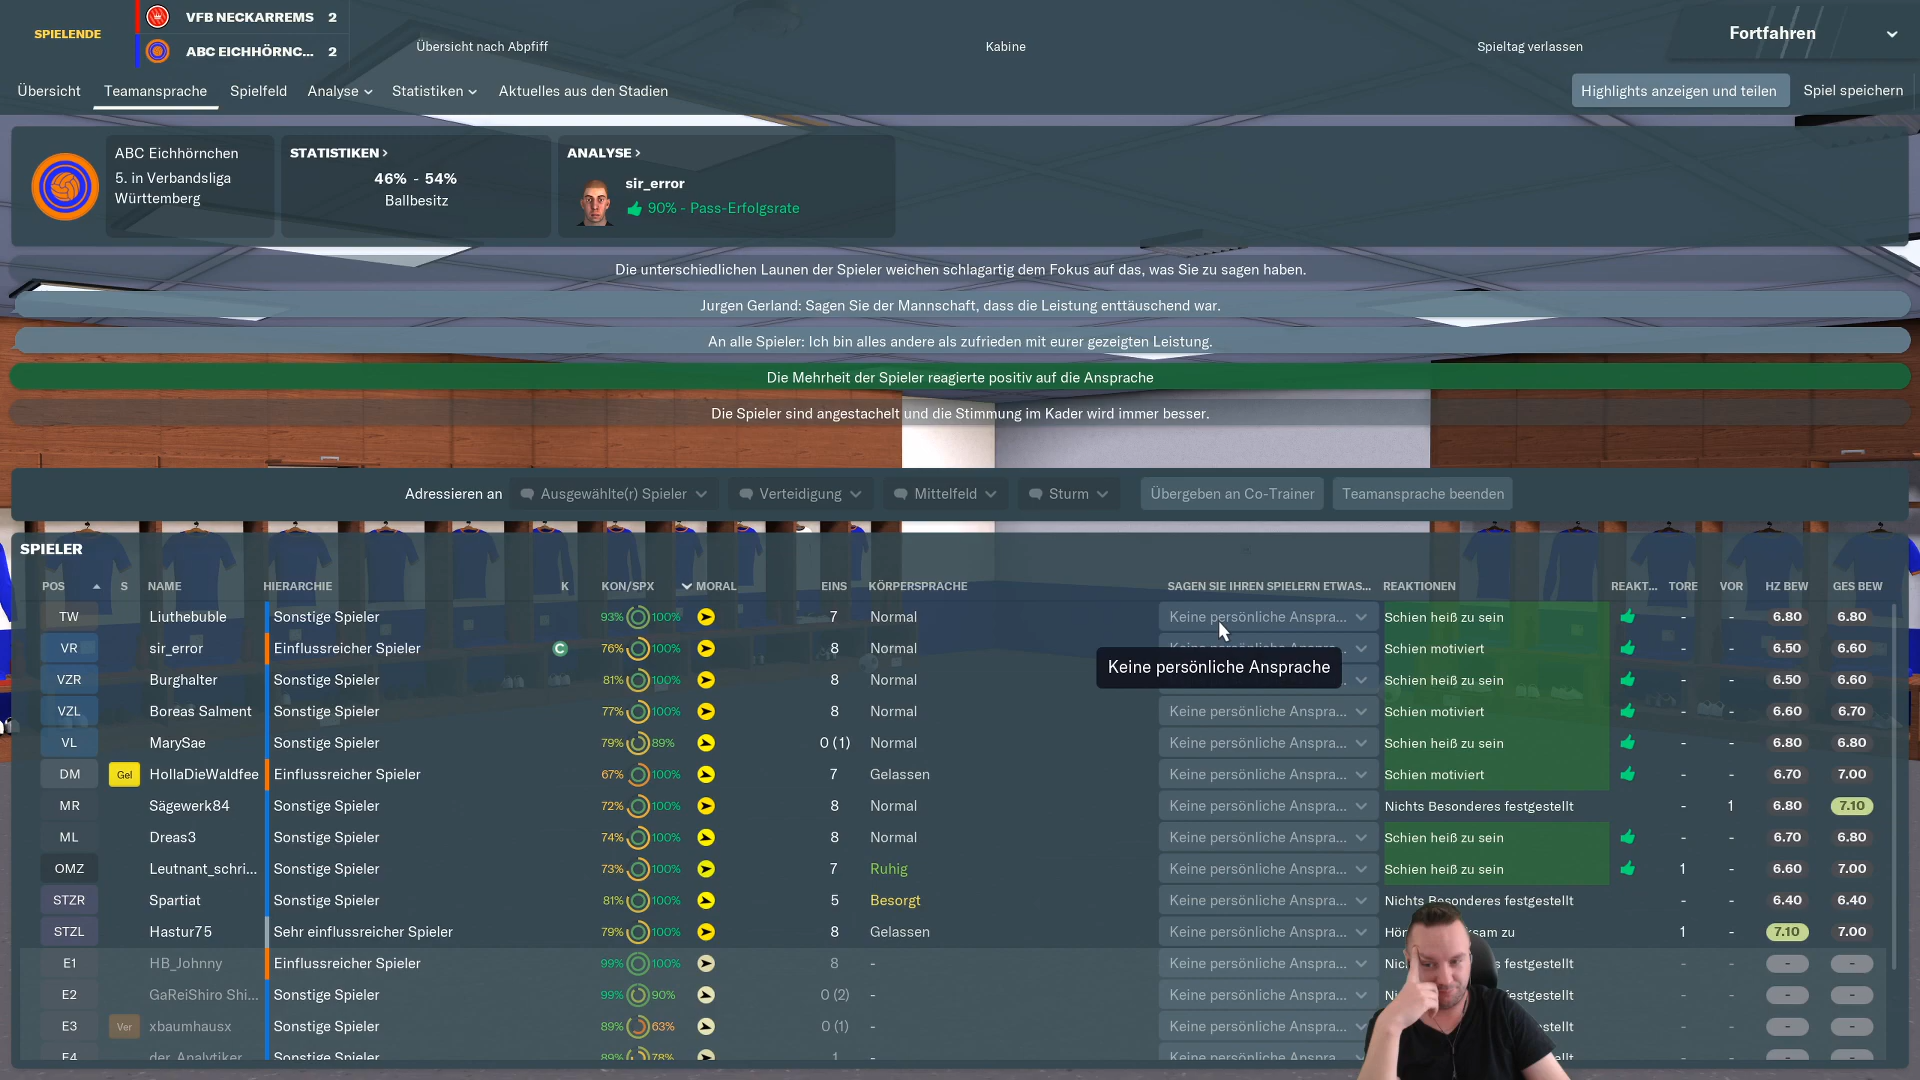 SPIELENDE
VFB NECKARREMS 2
ABC EICHHÖRNC... 2
Übersicht nach Abpfiff
Kabine
Spieltag verlassen
Fortfahren
Übersicht Teamansprache Spielfeld Analyse Statistiken Aktuelles aus den Stadien
Highlights anzeigen und teilen Spiel speichern
ABC Eichhörnchen
5. in Verbandsliga
Württemberg
STATISTIKEN >
46% - 54%
Ballbesitz
ANALYSE >
sir_error
90% - Pass-Erfolgsrate
Die unterschiedlichen Launen der Spieler weichen schlagartig dem Fokus auf das, was Sie zu sagen haben.
Jurgen Gerland: Sagen Sie der Mannschaft, dass die Leistung enttäuschend war.
An alle Spieler: Ich bin alles andere als zufrieden mit eurer gezeigten Leistung.
Die Mehrheit der Spieler reagierte positiv auf die Ansprache
Die Spieler sind angestachelt und die Stimmung im Kader wird immer besser.
Adressieren an Ausgewählte(r) Spieler Verteidigung Mittelfeld Sturm Übergeben an Co-Trainer Teamansprache beenden
SPIELER
POS S NAME HIERARCHIE K KON/SPX MORAL EINS KÖRPERSPRACHE SAGEN SIE IHREN SPIELERN ETWAS... REAKTIONEN REAKT... TORE VOR HZ BEW GES BEW
TW Liuthebuble Sonstige Spieler 93% 100% 7 Normal Keine persönliche Anspra... Schien heiß zu sein - - 6.80 6.80
VR sir_error Einflussreicher Spieler C 76% 100% 8 Normal Schien motiviert - - 6.50 6.60
Keine persönliche Ansprache
VZR Burghalter Sonstige Spieler 81% 100% 8 Normal Schien heiß zu sein - - 6.50 6.60
VZL Boreas Salment Sonstige Spieler 77% 100% 8 Normal Keine persönliche Anspra... Schien motiviert - - 6.60 6.70
VL MarySae Sonstige Spieler 79% 89% 0 (1) Normal Keine persönliche Anspra... Schien heiß zu sein - - 6.80 6.80
DM Gel HollaDieWaldfee Einflussreicher Spieler 67% 100% 7 Gelassen Keine persönliche Anspra... Schien motiviert - - 6.70 7.00
MR Sägewerk84 Sonstige Spieler 72% 100% 8 Normal Keine persönliche Anspra... Nichts Besonderes festgestellt - 1 6.80 7.10
ML Dreas3 Sonstige Spieler 74% 100% 8 Normal Keine persönliche Anspra... Schien heiß zu sein - - 6.70 6.80
OMZ Leutnant_schri... Sonstige Spieler 73% 100% 7 Ruhig Keine persönliche Anspra... Schien heiß zu sein 1 - 6.60 7.00
STZR Spartiat Sonstige Spieler 81% 100% 5 Besorgt Keine persönliche Anspra... Nichts Besonderes festgestellt - - 6.40 6.40
STZL Hastur75 Sehr einflussreicher Spieler 79% 100% 8 Gelassen Keine persönliche Anspra... zu 1 - 7.10 7.00
E1 HB_Johnny Einflussreicher Spieler 99% 100% 8 - Keine persönliche Anspra... festgestellt - - - -
E2 GaReiShiro Shi... Sonstige Spieler 99% 90% 0 (2) - Keine persönliche Anspra... - - - -
E3 Ver xbaumhausx Sonstige Spieler 89% 63% 0 (1) - Keine persönliche Anspra... - - - -
E4 der_Analytiker Sonstige Spieler 89% 78% 1 - Keine persönliche Anspra... - - - -